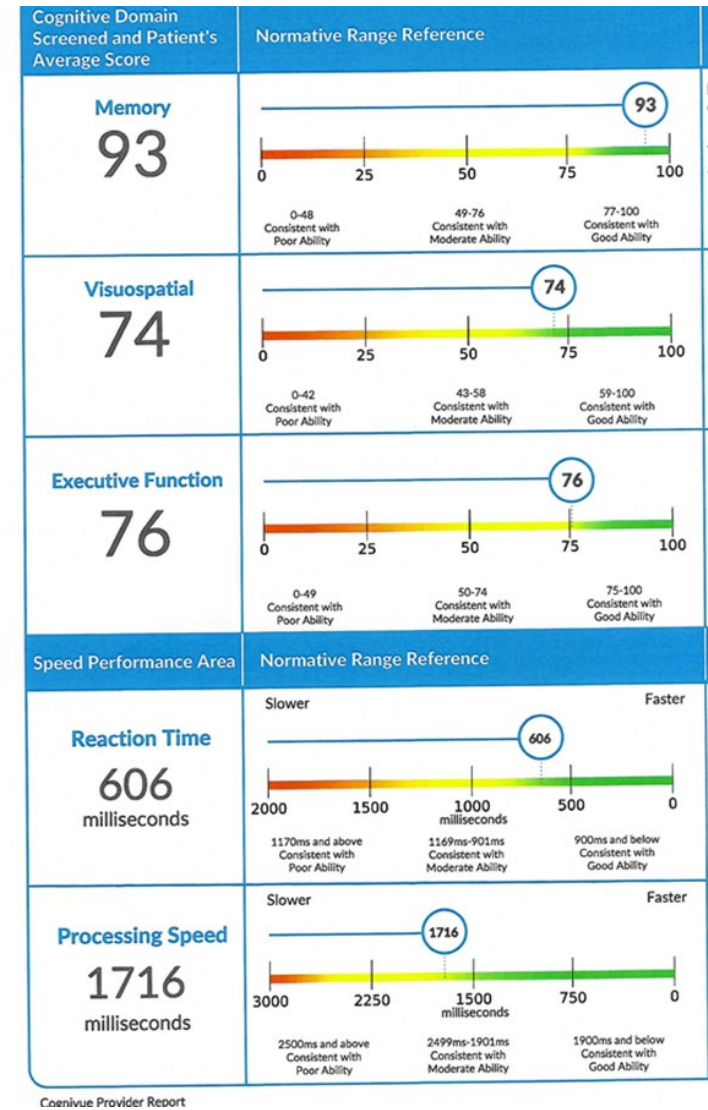 Cognitive Domain
Screened and Patient's
Average Score
Normative Range Reference
Memory
93
93
0 25 50 75 100
0-48
Consistent with
Poor Ability
49-76
Consistent with
Moderate Ability
77-100
Consistent with
Good Ability
Visuospatial
74
74
0 25 50 75 100
0-42
Consistent with
Poor Ability
43-58
Consistent with
Moderate Ability
59-100
Consistent with
Good Ability
Executive Function
76
76
0 25 50 75 100
0-49
Consistent with
Poor Ability
50-74
Consistent with
Moderate Ability
75-100
Consistent with
Good Ability
Speed Performance Area
Normative Range Reference
Reaction Time
606
milliseconds
Slower Faster
606
2000 1500 1000 500 0
milliseconds
1170ms and above
Consistent with
Poor Ability
1169ms-901ms
Consistent with
Moderate Ability
900ms and below
Consistent with
Good Ability
Processing Speed
1716
milliseconds
Slower Faster
1716
3000 2250 1500 750 0
milliseconds
2500ms and above
Consistent with
Poor Ability
2499ms-1901ms
Consistent with
Moderate Ability
1900ms and below
Consistent with
Good Ability
Cognivue Provider Report